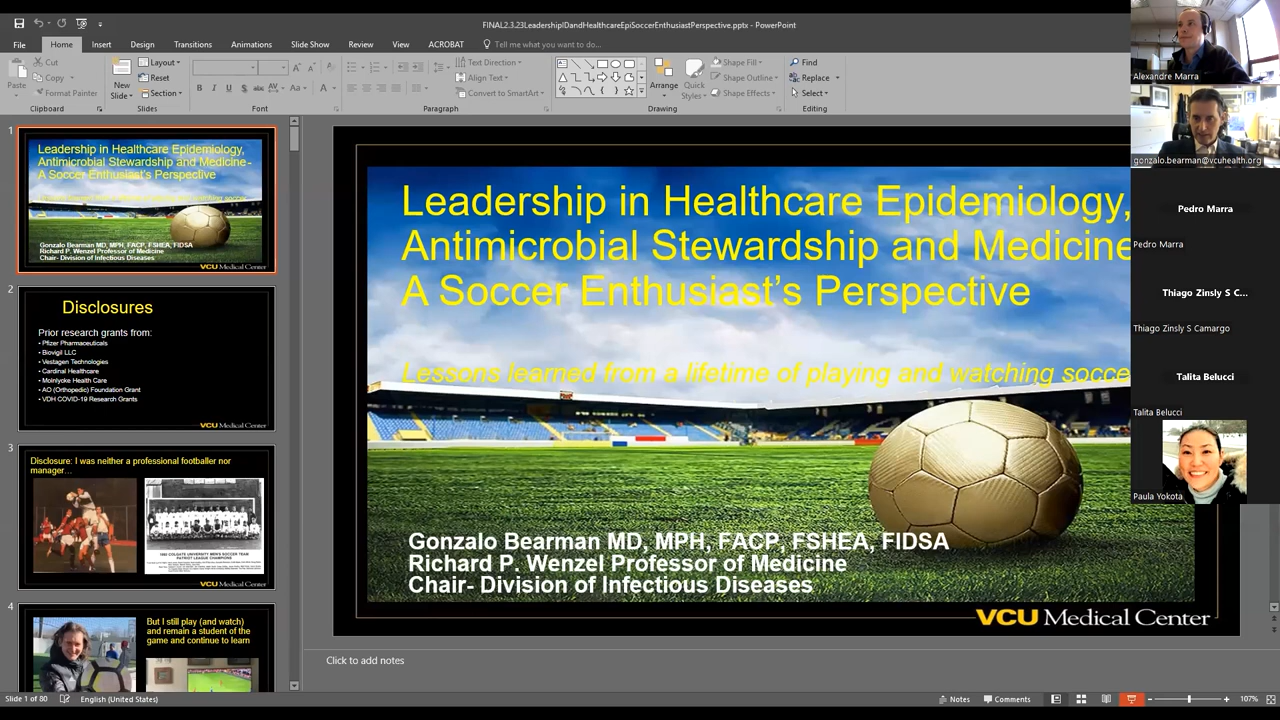 FINAL2.3.23LeadershipIDandHealthcareEpiSoccerEnthusiastPerspective.pptx - PowerPoint
File Home Insert Design Transitions Animations Slide Show Review View ACROBAT Tell me what you want to do...
Paste
Cut
Copy
Format Painter
Clipboard
New Slide
Layout
Reset
Section
Slides
Font
Text Direction
Align Text
Convert to SmartArt
Paragraph
Arrange
Quick Styles
Shape Fill
Shape Outline
Shape Effects
Drawing
Find
Replace
Select
Editing
Alexandre Marra
gonzalo.bearman@vcuhealth.org
Pedro Marra
Pedro Marra
Thiago Zinsly S C...
Thiago Zinsly S Camargo
Talita Belucci
Talita Belucci
Paula Yokota
1
Leadership in Healthcare Epidemiology,
Antimicrobial Stewardship and Medicine-
A Soccer Enthusiast's Perspective
Gonzalo Bearman MD, MPH, FACP, FSHEA, FIDSA
Richard P. Wenzel Professor of Medicine
Chair- Division of Infectious Diseases
VCU Medical Center
2
Disclosures
Prior research grants from:
• Pfizer Pharmaceuticals
• Biovigil LLC
• Vestagen Technologies
• Cardinal Healthcare
• Molnlycke Health Care
• AO (Orthopedic) Foundation Grant
• VDH COVID-19 Research Grants
VCU Medical Center
3
Disclosure: I was neither a professional footballer nor
manager...
VCU Medical Center
4
But I still play (and watch)
and remain a student of the
game and continue to learn
Leadership in Healthcare Epidemiology,
Antimicrobial Stewardship and Medicine
A Soccer Enthusiast's Perspective
Lessons learned from a lifetime of playing and watching socce
Gonzalo Bearman MD, MPH, FACP, FSHEA, FIDSA
Richard P. Wenzel Professor of Medicine
Chair- Division of Infectious Diseases
VCU Medical Center
Click to add notes
Slide 1 of 80 English (United States) Notes Comments 107%